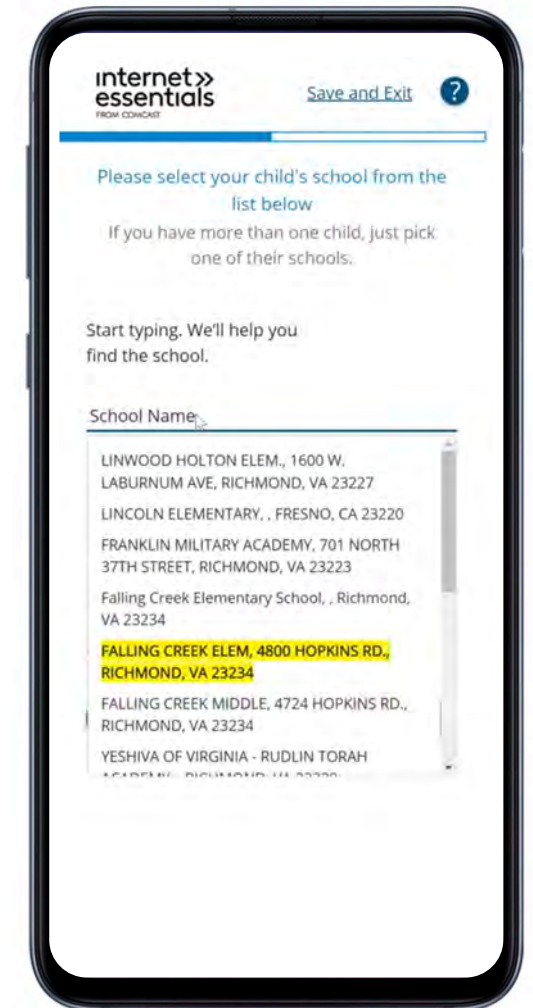 internet»
essentials
FROM COMCAST
Save and Exit
?
Please select your child's school from the
list below
If you have more than one child, just pick
one of their schools.
Start typing. We'll help you
find the school.
School Name
LINWOOD HOLTON ELEM., 1600 W.
LABURNUM AVE, RICHMOND, VA 23227
LINCOLN ELEMENTARY, , FRESNO, CA 23220
FRANKLIN MILITARY ACADEMY, 701 NORTH
37TH STREET, RICHMOND, VA 23223
Falling Creek Elementary School, , Richmond,
VA 23234
FALLING CREEK ELEM, 4800 HOPKINS RD.,
RICHMOND, VA 23234
FALLING CREEK MIDDLE, 4724 HOPKINS RD.,
RICHMOND, VA 23234
YESHIVA OF VIRGINIA - RUDLIN TORAH